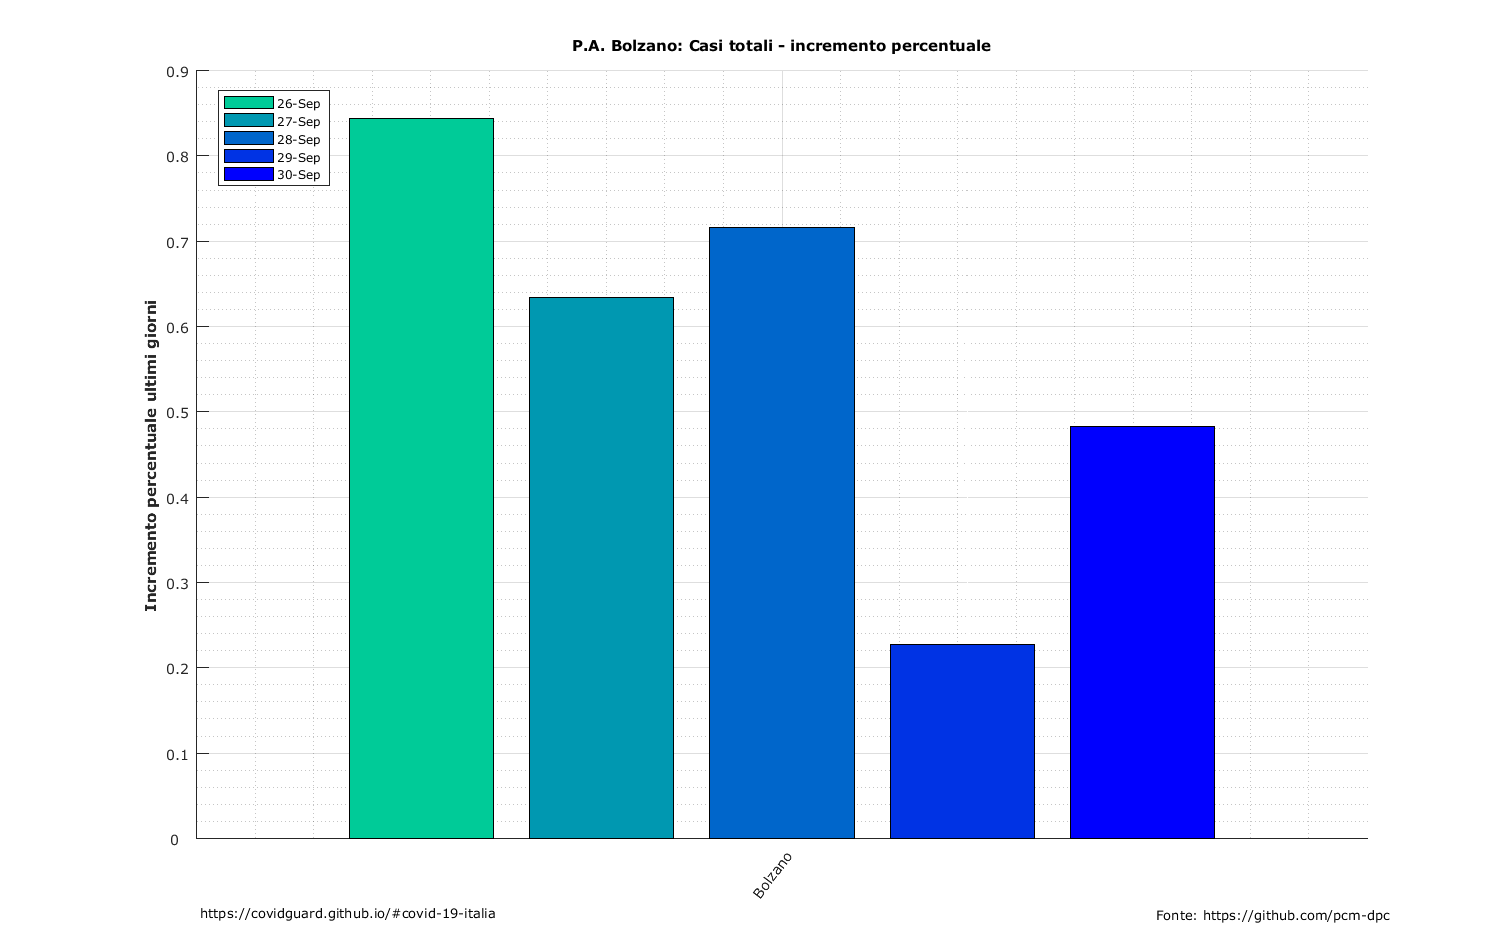 P.A. Bolzano: Casi totali - incremento percentuale
0.9
0.8
0.7
0.6
0.5
0.4
0.3
0.2
0.1
0
Incremento percentuale ultimi giorni
26-Sep
27-Sep
28-Sep
29-Sep
30-Sep
Bolzano
https://covidguard.github.io/#covid-19-italia
Fonte: https://github.com/pcm-dpc